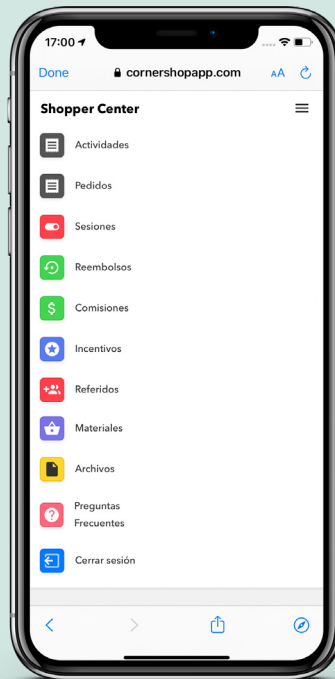 17:00
Done cornershopapp.com AA
Shopper Center
Actividades
Pedidos
Sesiones
Reembolsos
$ Comisiones
Incentivos
Referidos
Materiales
Archivos
? Preguntas
Frecuentes
Cerrar sesión